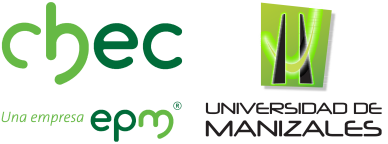 chec
Una empresa epm®
UNIVERSIDAD DE
MANIZALES